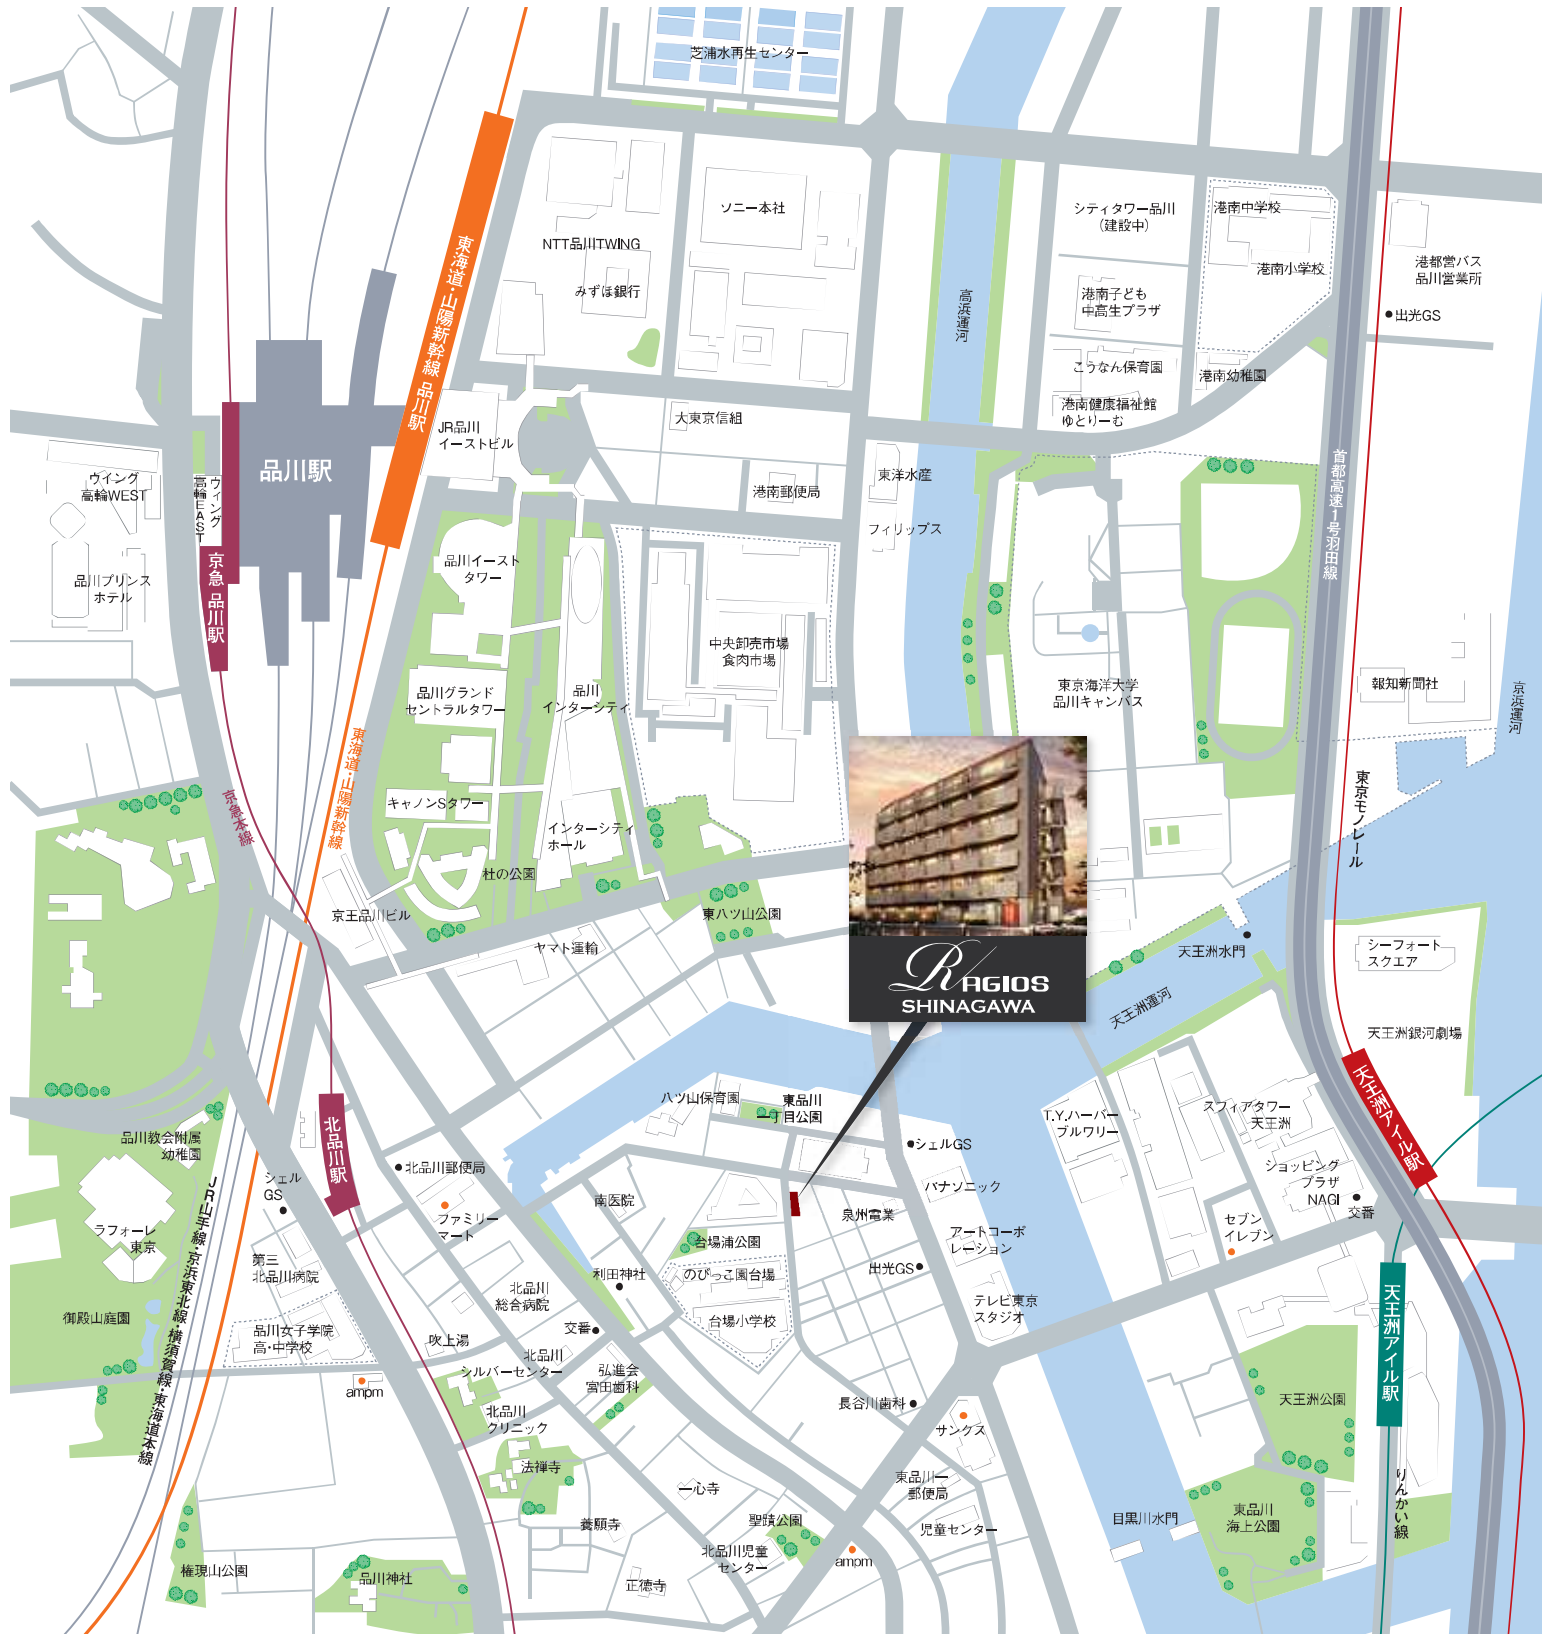 芝浦水再生センター
東海道・山陽新幹線 品川駅
NTT品川TWING
みずほ銀行
ソニー本社
高浜運河
シティタワー品川
(建設中)
港南中学校
港南小学校
港南子ども
中高生プラザ
こうなん保育園
港南幼稚園
港南健康福祉館
ゆとりーむ
港都営バス
品川営業所
出光GS
首都高速1号羽田線
品川駅
JR品川
イーストビル
大東京信組
港南郵便局
東洋水産
フィリップス
ウイング
高輪WEST
ウィング
高輪EAST
京急 品川駅
品川プリンス
ホテル
品川イースト
タワー
品川グランド
セントラルタワー
品川
インターシティ
中央卸売市場
食肉市場
東京海洋大学
品川キャンパス
報知新聞社
京浜運河
東京モノレール
東海道・山陽新幹線
京急本線
キャノンSタワー
インターシティ
ホール
杜の公園
京王品川ビル
ヤマト運輸
東八ツ山公園
RAGIOS
SHINAGAWA
天王洲水門
天王洲運河
シーフォート
スクエア
天王洲銀河劇場
天王洲アイル駅
八ツ山保育園
東品川
一丁目公園
シェルGS
T.Y.ハーバー
ブルワリー
スフィアタワー
天王洲
ショッピング
プラザ
NAGI
交番
セブン
イレブン
北品川駅
北品川郵便局
ファミリー
マート
品川教会附属
幼稚園
シェル
GS
ラフォーレ
東京
JR山手線・京浜東北線・横須賀線・東海道本線
第三
北品川病院
御殿山庭園
品川女子学院
高・中学校
ampm
南医院
台場浦公園
のびっこ園台場
台場小学校
利田神社
泉州電業
パナソニック
アートコーポ
レーション
出光GS
テレビ東京
スタジオ
北品川
総合病院
交番
吹上湯
北品川
シルバーセンター
弘進会
宮田歯科
北品川
クリニック
法禅寺
長谷川歯科
サンクス
天王洲アイル駅
天王洲公園
りんかい線
東品川
海上公園
目黒川水門
東品川一
郵便局
児童センター
一心寺
養願寺
聖蹟公園
北品川児童
センター
ampm
正徳寺
権現山公園
品川神社